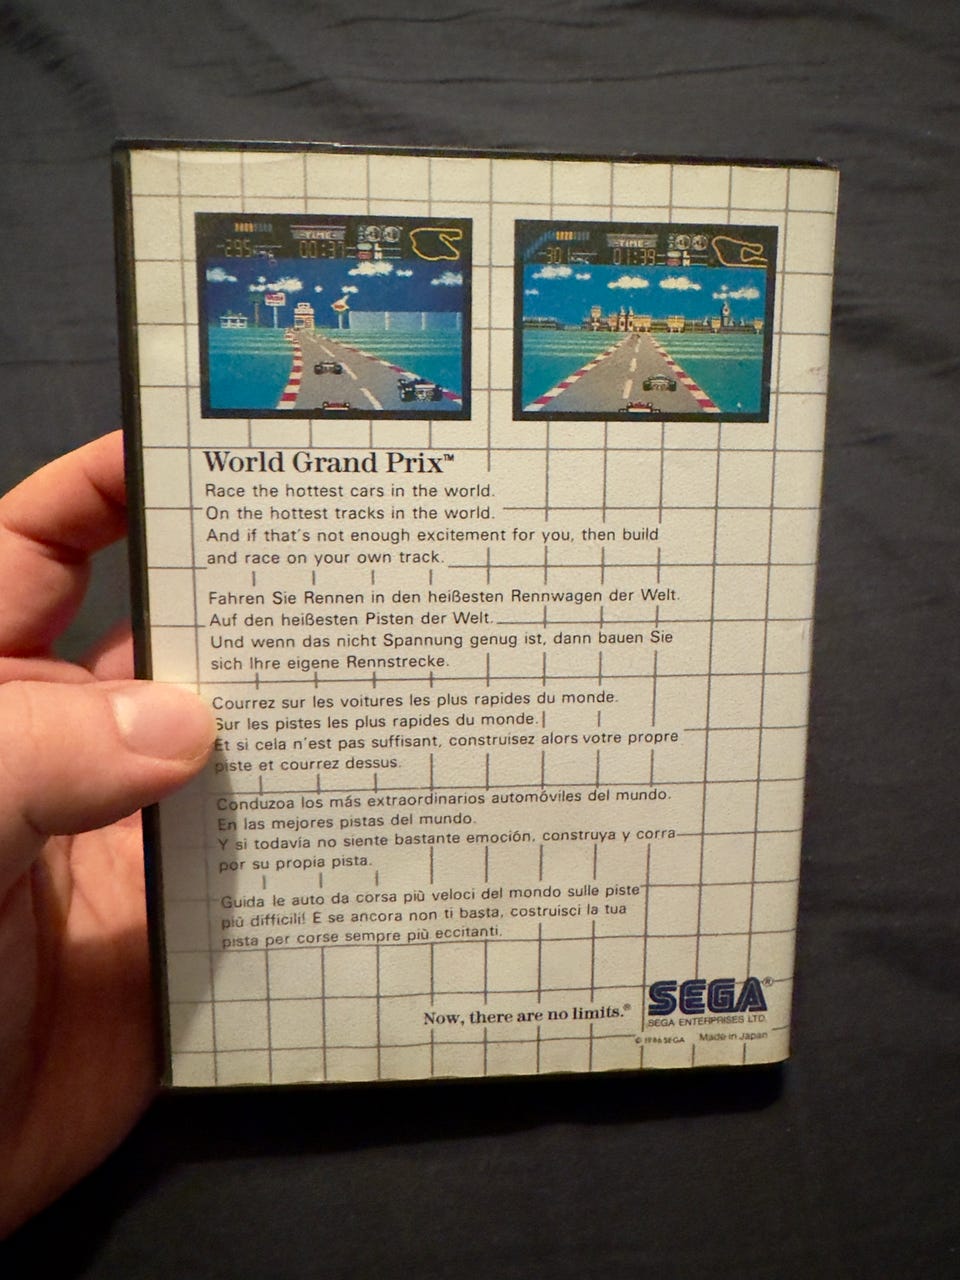 TIME
295
00:37
TIME
30
01:39
World Grand Prix™
Race the hottest cars in the world.
On the hottest tracks in the world.
And if that's not enough excitement for you, then build
and race on your own track.
Fahren Sie Rennen in den heißesten Rennwagen der Welt.
Auf den heißesten Pisten der Welt.
Und wenn das nicht Spannung genug ist, dann bauen Sie
sich Ihre eigene Rennstrecke.
Courrez sur les voitures les plus rapides du monde.
Sur les pistes les plus rapides du monde.
Et si cela n'est pas suffisant, construisez alors votre propre
piste et courrez dessus.
Conduzoa los más extraordinarios automóviles del mundo.
En las mejores pistas del mundo.
Y si todavía no siente bastante emoción, construya y corra
por su propia pista.
Guida le auto da corsa più veloci del mondo sulle piste
più difficili! E se ancora non ti basta, costruisci la tua
pista per corse sempre più eccitanti.
Now, there are no limits.®
SEGA®
SEGA ENTERPRISES LTD.
© 1986 SEGA Made in Japan